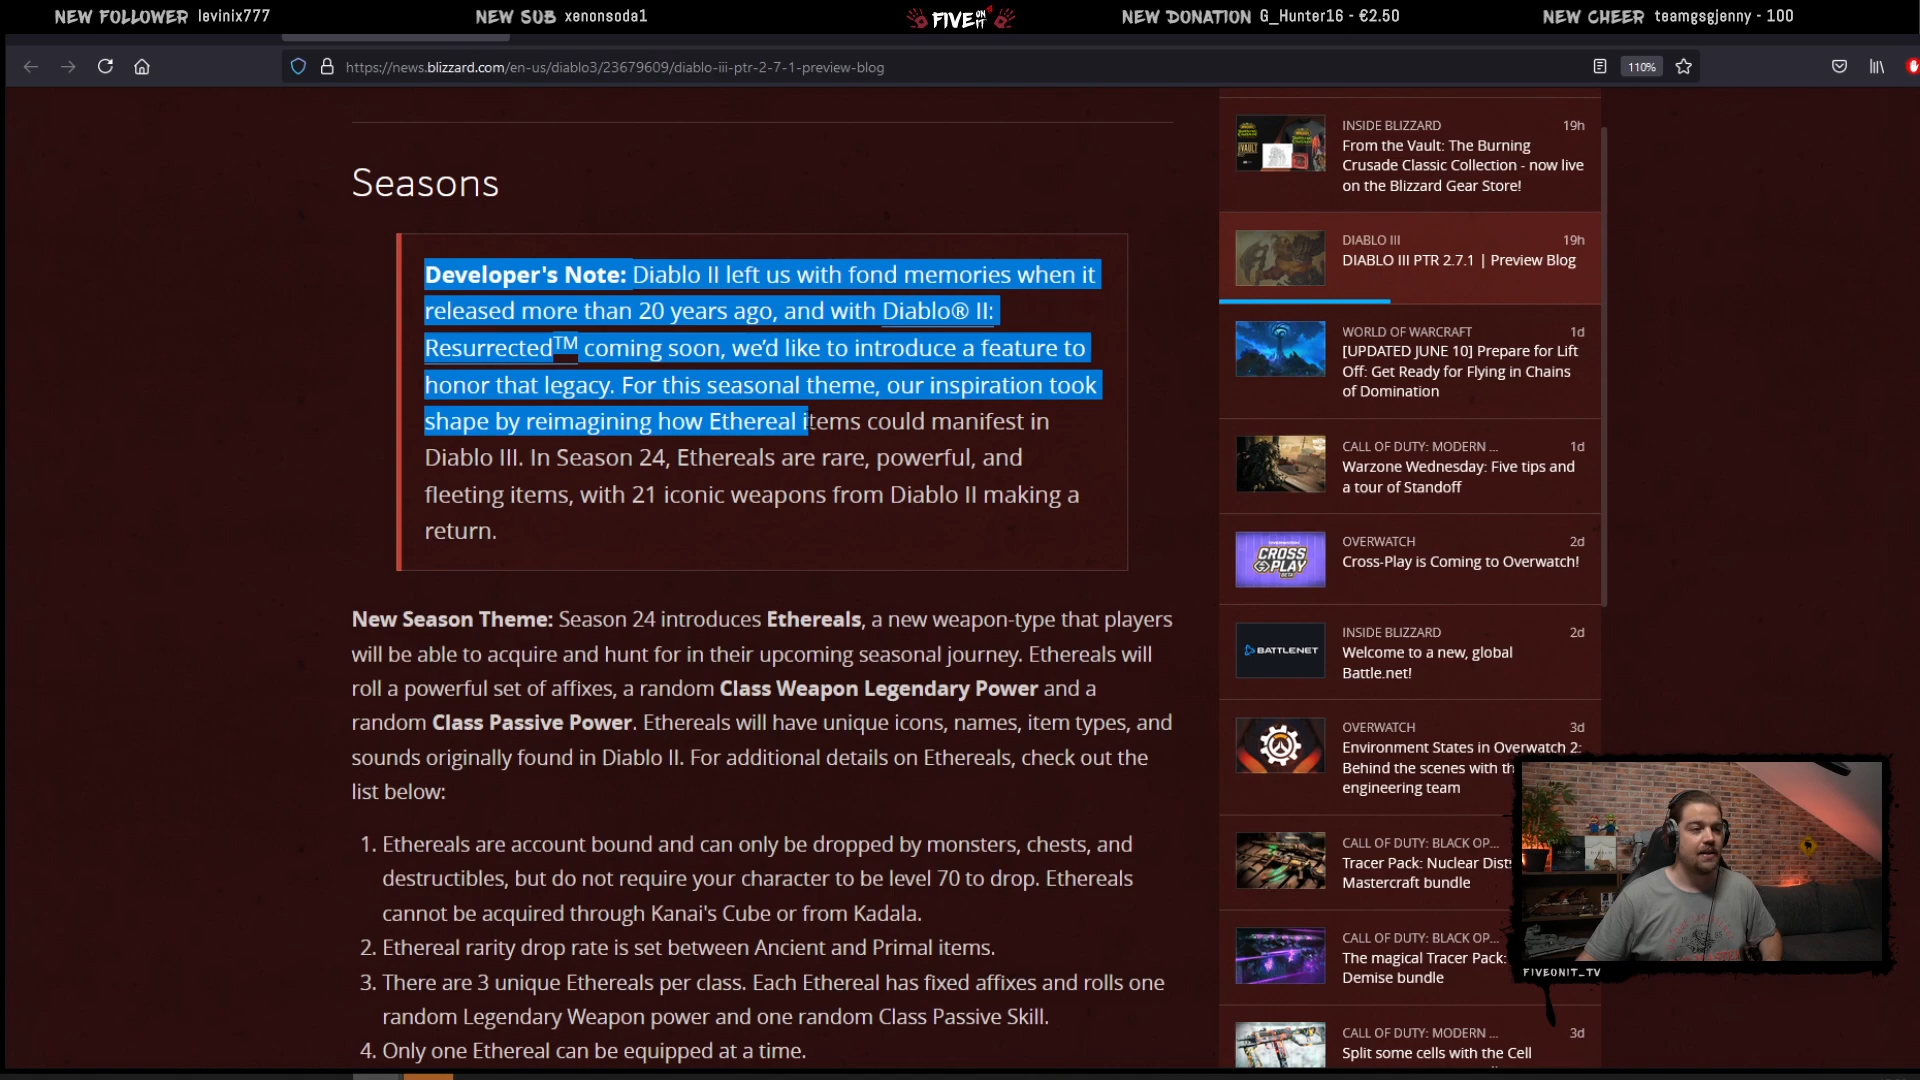 NEW FOLLOWER levinix777
NEW SUB xenonsoda1
FIVE ON IT
NEW DONATION G_Hunter16 - €2.50
NEW CHEER teamgsgjenny - 100
https://news.blizzard.com/en-us/diablo3/23679609/diablo-iii-ptr-2-7-1-preview-blog
110%
Seasons
Developer's Note: Diablo II left us with fond memories when it
released more than 20 years ago, and with Diablo® II:
Resurrected™ coming soon, we’d like to introduce a feature to
honor that legacy. For this seasonal theme, our inspiration took
shape by reimagining how Ethereal items could manifest in
Diablo III. In Season 24, Ethereals are rare, powerful, and
fleeting items, with 21 iconic weapons from Diablo II making a
return.
New Season Theme: Season 24 introduces Ethereals, a new weapon-type that players
will be able to acquire and hunt for in their upcoming seasonal journey. Ethereals will
roll a powerful set of affixes, a random Class Weapon Legendary Power and a
random Class Passive Power. Ethereals will have unique icons, names, item types, and
sounds originally found in Diablo II. For additional details on Ethereals, check out the
list below:
1. Ethereals are account bound and can only be dropped by monsters, chests, and
destructibles, but do not require your character to be level 70 to drop. Ethereals
cannot be acquired through Kanai's Cube or from Kadala.
2. Ethereal rarity drop rate is set between Ancient and Primal items.
3. There are 3 unique Ethereals per class. Each Ethereal has fixed affixes and rolls one
random Legendary Weapon power and one random Class Passive Skill.
4. Only one Ethereal can be equipped at a time.
INSIDE BLIZZARD 19h
From the Vault: The Burning
Crusade Classic Collection - now live
on the Blizzard Gear Store!
DIABLO III 19h
DIABLO III PTR 2.7.1 | Preview Blog
WORLD OF WARCRAFT 1d
[UPDATED JUNE 10] Prepare for Lift
Off: Get Ready for Flying in Chains
of Domination
CALL OF DUTY: MODERN ... 1d
Warzone Wednesday: Five tips and
a tour of Standoff
CROSS
PLAY
BETA
OVERWATCH 2d
Cross-Play is Coming to Overwatch!
BATTLENET
INSIDE BLIZZARD 2d
Welcome to a new, global
Battle.net!
OVERWATCH 3d
Environment States in Overwatch 2:
Behind the scenes with th
engineering team
CALL OF DUTY: BLACK OP...
Tracer Pack: Nuclear Dist
Mastercraft bundle
CALL OF DUTY: BLACK OP...
The magical Tracer Pack:
Demise bundle
CALL OF DUTY: MODERN ... 3d
Split some cells with the Cell
FIVEONIT_TV